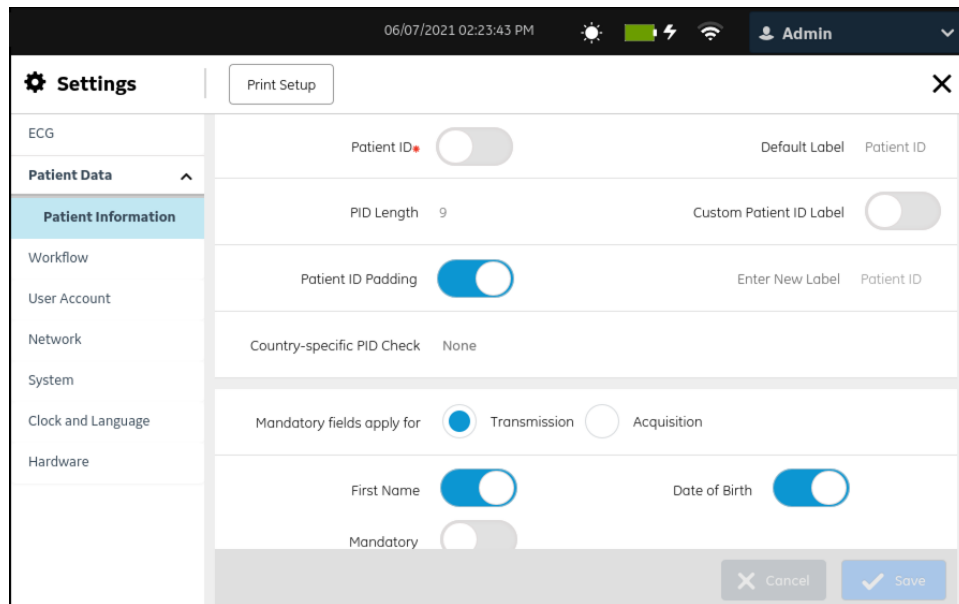 06/07/2021 02:23:43 PM Admin
Settings Print Setup
ECG
Patient Data
Patient Information
Workflow
User Account
Network
System
Clock and Language
Hardware
Patient ID* Default Label Patient ID
PID Length 9 Custom Patient ID Label
Patient ID Padding Enter New Label Patient ID
Country-specific PID Check None
Mandatory fields apply for Transmission Acquisition
First Name Date of Birth
Mandatory
Cancel Save